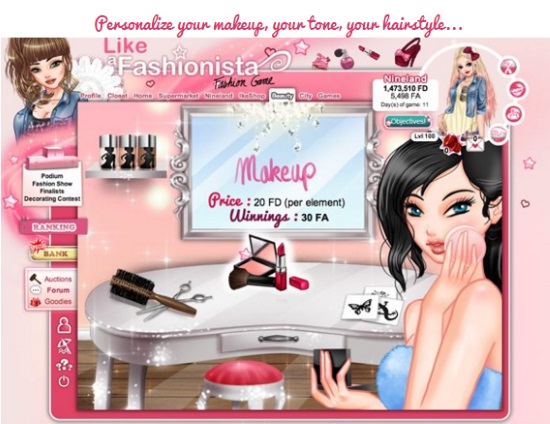 Personalize your makeup, your tone, your hairstyle...
Like
a Fashionista
Fashion Game
Profile Closet Home Supermarket Nineland IkeShop Beauty City Games
Nineland
1,473,510 FD
5,498 FA
Day(s) of game: 11
Objectives!
Lvl 100
Podium
Fashion Show
Finalists
Decorating Contest
RANKING
BANK
Auctions
Forum
Goodies
Makeup
Price : 20 FD (per element)
Winnings : 30 FA